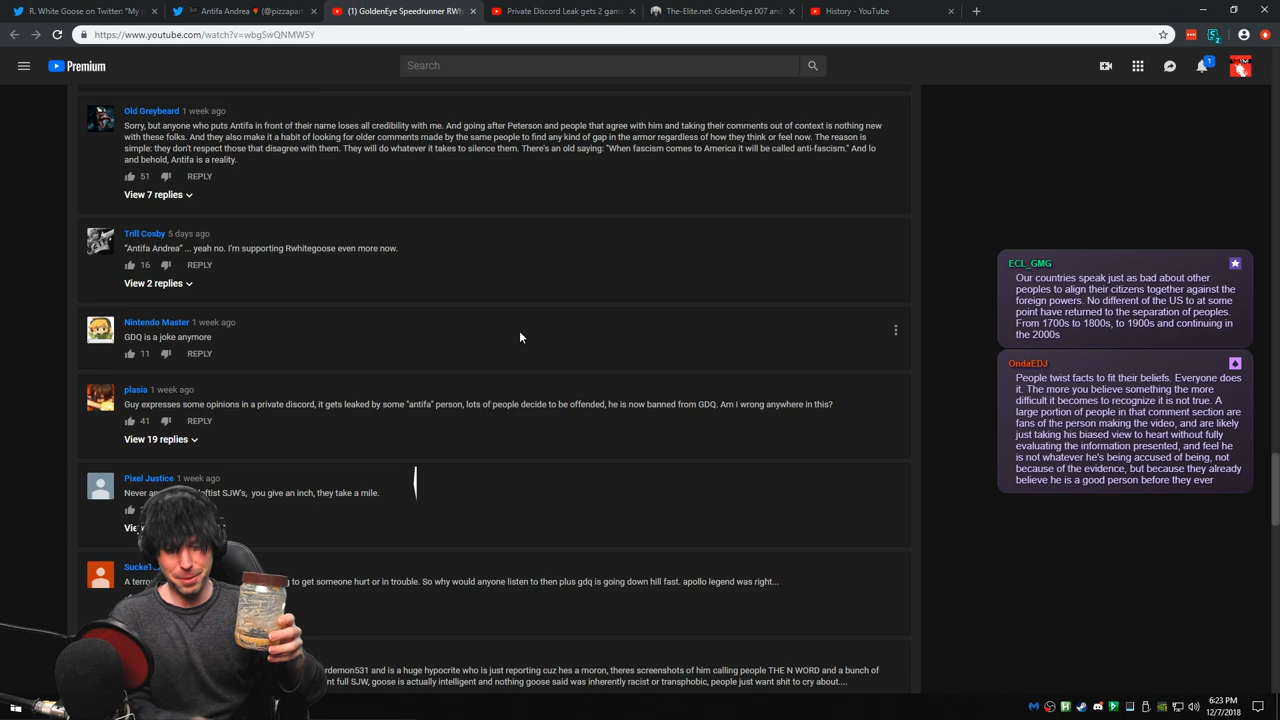 R. White Goose on Twitter: "My n
Antifa Andrea (@pizzapart
(1) GoldenEye Speedrunner RWh
Private Discord Leak gets 2 game
The-Elite.net: GoldenEye 007 and
History - YouTube
https://www.youtube.com/watch?v=wbgSwQNMW5Y
Premium
Search
1
Old Greybeard 1 week ago
Sorry, but anyone who puts Antifa in front of their name loses all credibility with me. And going after Peterson and people that agree with him and taking their comments out of context is nothing new
with these folks. And they also make it a habit of looking for older comments made by the same people to find any kind of gap in the armor regardless of how they think or feel now. The reason is
simple: they don't respect those that disagree with them. They will do whatever it takes to silence them. There's an old saying: "When fascism comes to America it will be called anti-fascism." And lo
and behold, Antifa is a reality.
51 REPLY
View 7 replies
Trill Cosby 5 days ago
"Antifa Andrea" ... yeah no. I'm supporting Rwhitegoose even more now.
16 REPLY
View 2 replies
Nintendo Master 1 week ago
GDQ is a joke anymore
11 REPLY
plasia 1 week ago
Guy expresses some opinions in a private discord, it gets leaked by some "antifa" person, lots of people decide to be offended, he is now banned from GDQ. Am I wrong anywhere in this?
41 REPLY
View 19 replies
Pixel Justice 1 week ago
Never leftist SJW's, you give an inch, they take a mile.
g to get someone hurt or in trouble. So why would anyone listen to then plus gdq is going down hill fast. apollo legend was right...
rdemon531 and is a huge hypocrite who is just reporting cuz hes a moron, theres screenshots of him calling people THE N WORD and a bunch of
nt full SJW, goose is actually intelligent and nothing goose said was inherently racist or transphobic, people just want shit to cry about....
ECL_GMG
Our countries speak just as bad about other
peoples to align their citizens together against the
foreign powers. No different of the US to at some
point have returned to the separation of peoples.
From 1700s to 1800s, to 1900s and continuing in
the 2000s
OndaEDJ
People twist facts to fit their beliefs. Everyone does
it. The more you believe something the more
difficult it becomes to recognize it is not true. A
large portion of people in that comment section are
fans of the person making the video, and are likely
just taking his biased view to heart without fully
evaluating the information presented, and feel he
is not whatever he's being accused of being, not
because of the evidence, but because they already
believe he is a good person before they ever
6:23 PM
12/7/2018